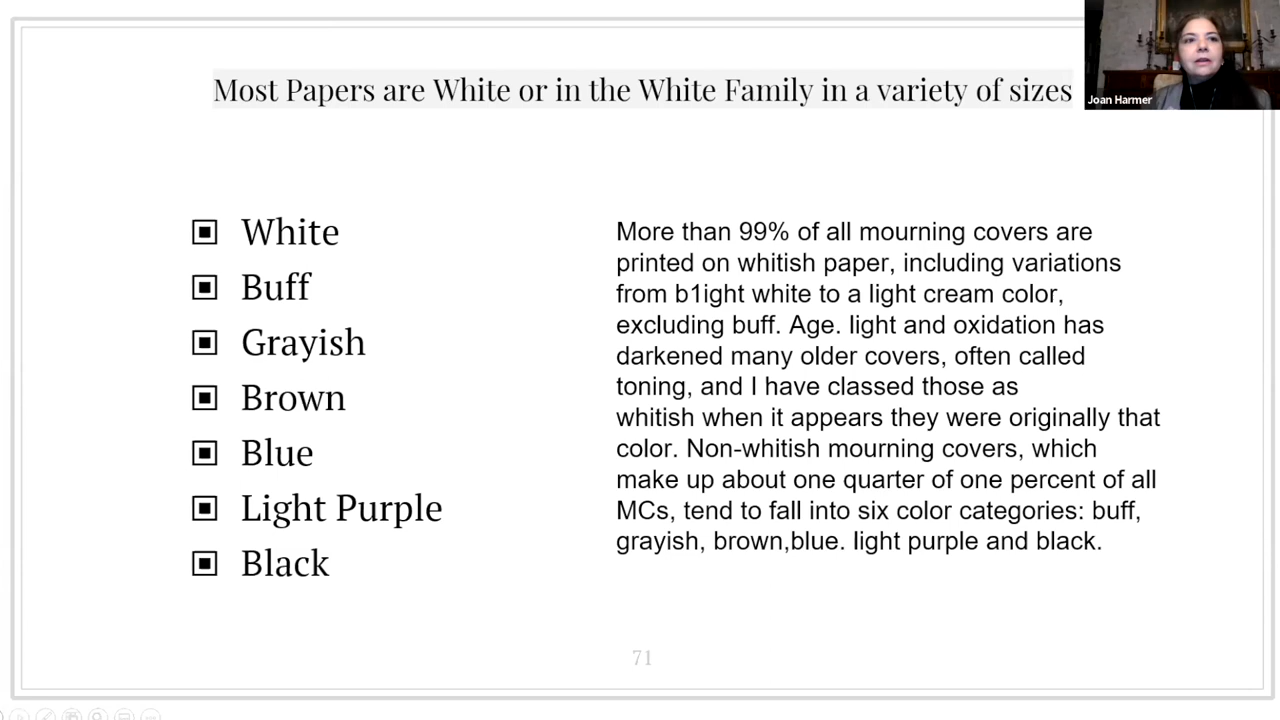 Most Papers are White or in the White Family in a variety of sizes
Joan Harmer
White
Buff
Grayish
Brown
Blue
Light Purple
Black
More than 99% of all mourning covers are
printed on whitish paper, including variations
from b1ight white to a light cream color,
excluding buff. Age. light and oxidation has
darkened many older covers, often called
toning, and I have classed those as
whitish when it appears they were originally that
color. Non-whitish mourning covers, which
make up about one quarter of one percent of all
MCs, tend to fall into six color categories: buff,
grayish, brown,blue. light purple and black.
71